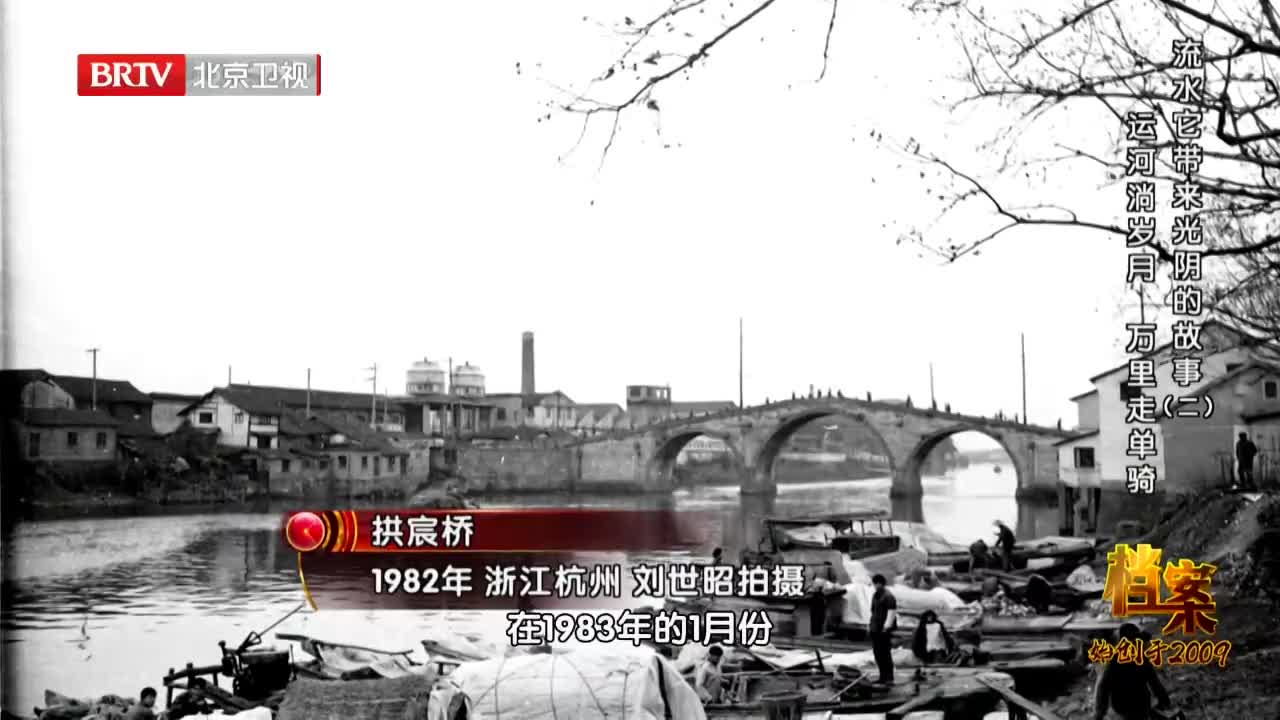 BRTV 北京卫视
流水它带来光阴的故事（二）
运河淌岁月 万里走单骑
拱宸桥
1982年 浙江杭州 刘世昭拍摄
在1983年的1月份
档案
始创于2009